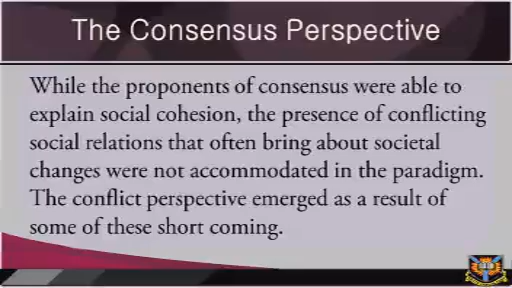 The Consensus Perspective
While the proponents of consensus were able to
explain social cohesion, the presence of conflicting
social relations that often bring about societal
changes were not accommodated in the paradigm.
The conflict perspective emerged as a result of
some of these short coming.